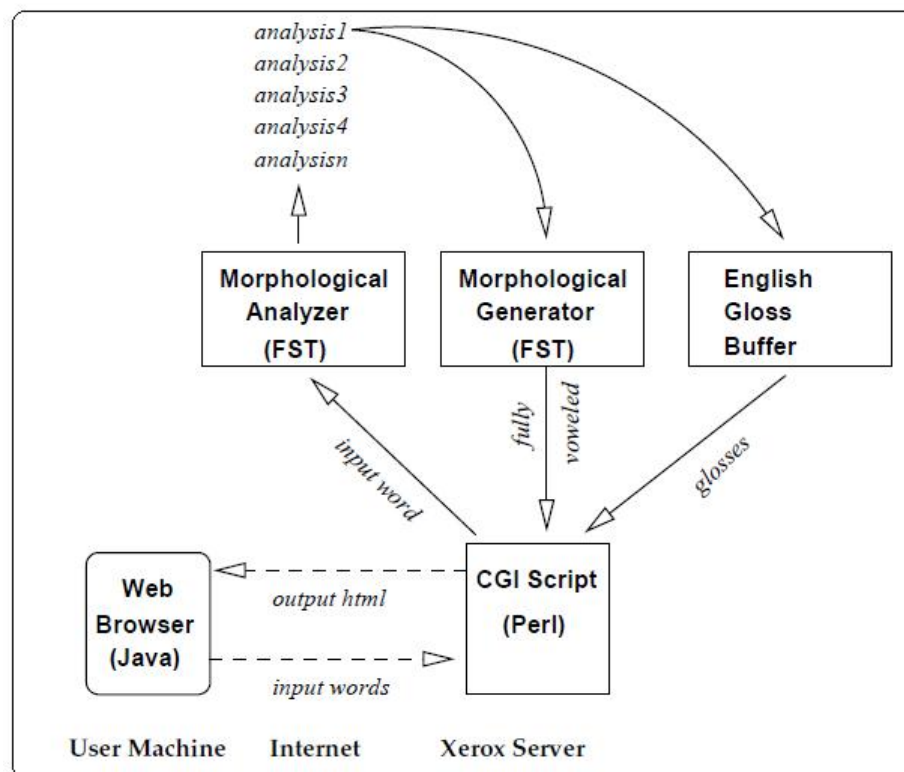 analysis1
analysis2
analysis3
analysis4
analysisn
Morphological
Analyzer
(FST)
Morphological
Generator
(FST)
English
Gloss
Buffer
input word
fully
voweled
glosses
Web
Browser
(Java)
output html
input words
CGI Script
(Perl)
User Machine
Internet
Xerox Server